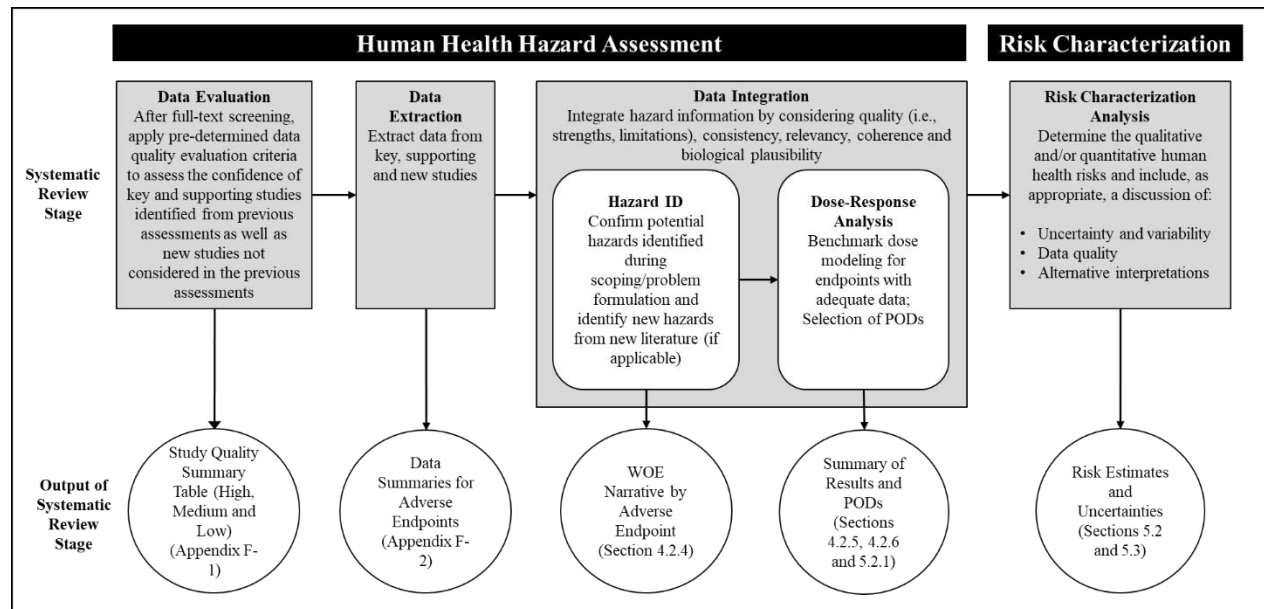 Human Health Hazard Assessment
Risk Characterization
Systematic
Review
Stage
Data Evaluation
After full-text screening,
apply pre-determined data
quality evaluation criteria
to assess the confidence of
key and supporting studies
identified from previous
assessments as well as
new studies not
considered in the previous
assessments
Data
Extraction
Extract data from
key, supporting
and new studies
Data Integration
Integrate hazard information by considering quality (i.e.,
strengths, limitations), consistency, relevancy, coherence and
biological plausibility
Hazard ID
Confirm potential
hazards identified
during
scoping/problem
formulation and
identify new hazards
from new literature (if
applicable)
Dose-Response
Analysis
Benchmark dose
modeling for
endpoints with
adequate data;
Selection of PODs
Risk Characterization
Analysis
Determine the qualitative
and/or quantitative human
health risks and include, as
appropriate, a discussion of:
• Uncertainty and variability
• Data quality
• Alternative interpretations
Output of
Systematic
Review
Stage
Study Quality
Summary
Table (High,
Medium and
Low)
(Appendix F-
1)
Data
Summaries for
Adverse
Endpoints
(Appendix F-
2)
WOE
Narrative by
Adverse
Endpoint
(Section 4.2.4)
Summary of
Results and
PODs
(Sections
4.2.5, 4.2.6
and 5.2.1)
Risk Estimates
and
Uncertainties
(Sections 5.2
and 5.3)